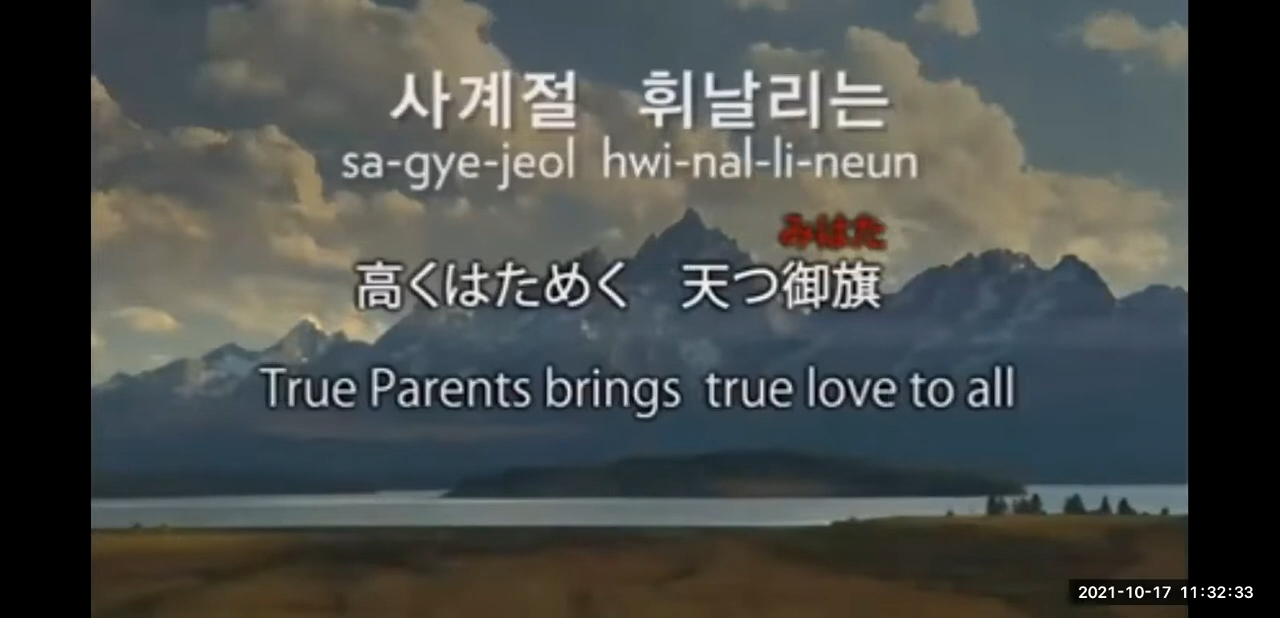 사계절 휘날리는
sa-gye-jeol hwi-nal-li-neun
みはた
高くはためく 天つ御旗
True Parents brings true love to all
2021-10-17 11:32:33